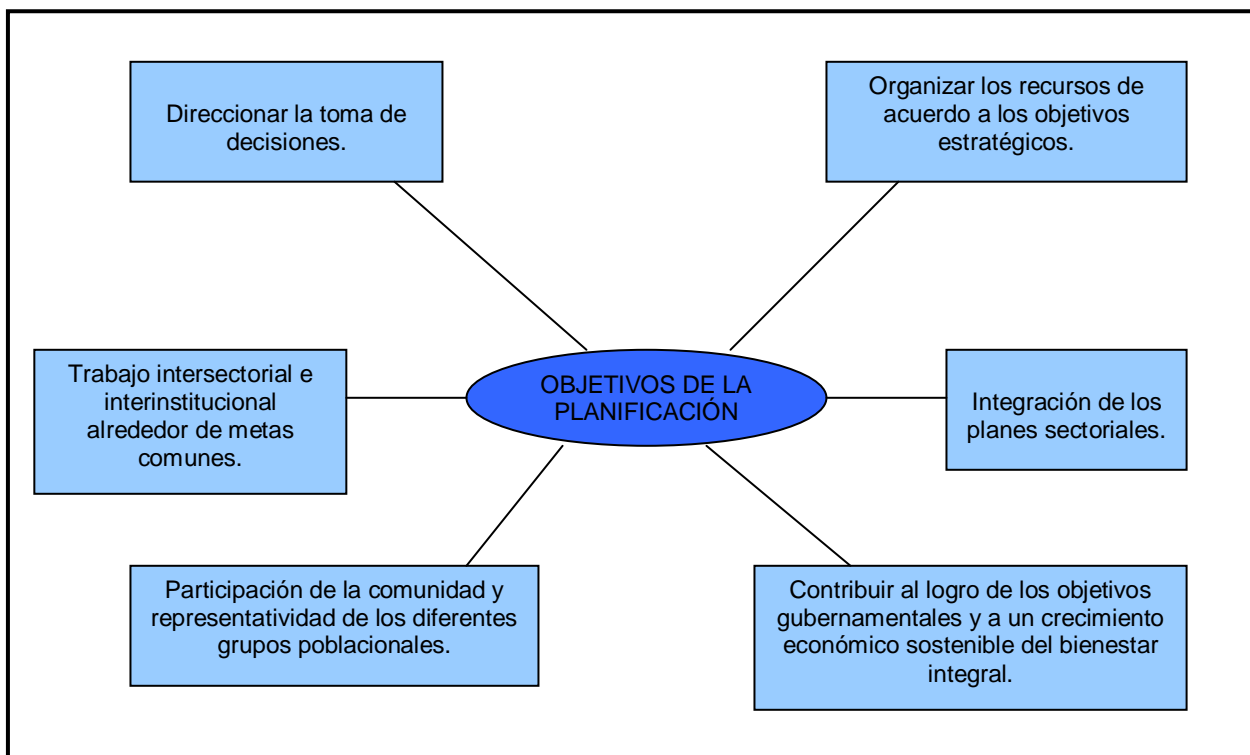 Direccionar la toma de
decisiones.
Organizar los recursos de
acuerdo a los objetivos
estratégicos.
Trabajo intersectorial e
interinstitucional
alrededor de metas
comunes.
OBJETIVOS DE LA
PLANIFICACIÓN
Integración de los
planes sectoriales.
Participación de la comunidad y
representatividad de los diferentes
grupos poblacionales.
Contribuir al logro de los objetivos
gubernamentales y a un crecimiento
económico sostenible del bienestar
integral.